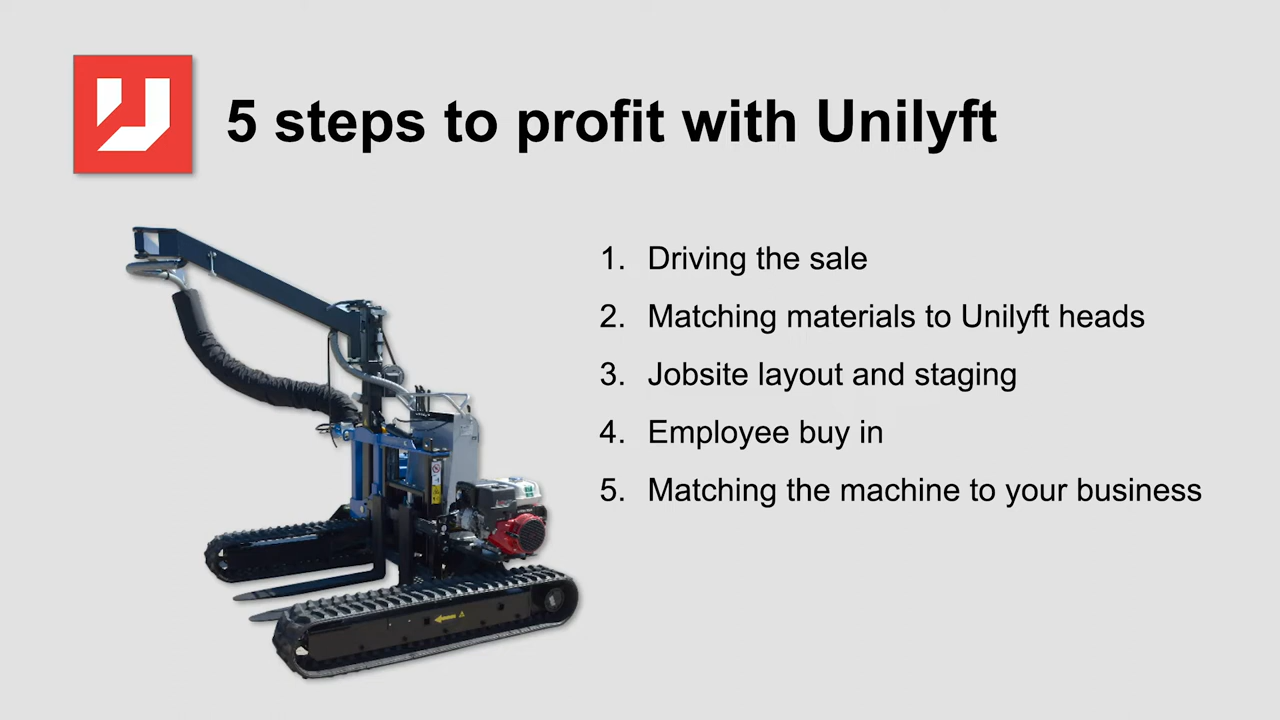 5 steps to profit with Unilyft
1. Driving the sale
2. Matching materials to Unilyft heads
3. Jobsite layout and staging
4. Employee buy in
5. Matching the machine to your business